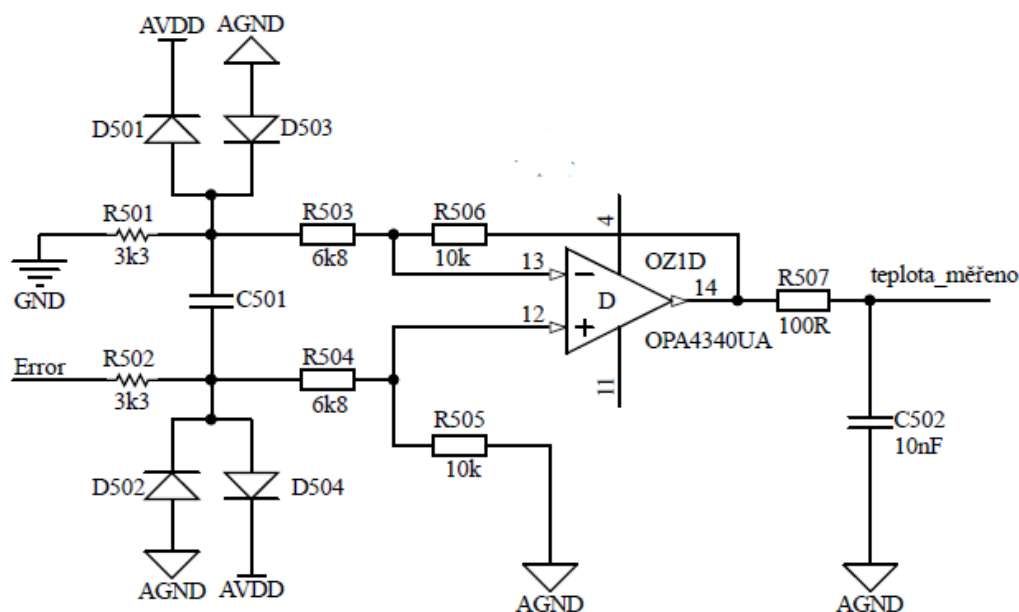 AVDD
AGND
D501
D503
R501
3k3
GND
R503
6k8
R506
10k
4
13
OZ1D
D
14
R507
100R
teplota_měřeno
C501
12
OPA4340UA
11
Error
R502
3k3
R504
6k8
R505
10k
C502
10nF
D502
D504
AGND
AVDD
AGND
AGND